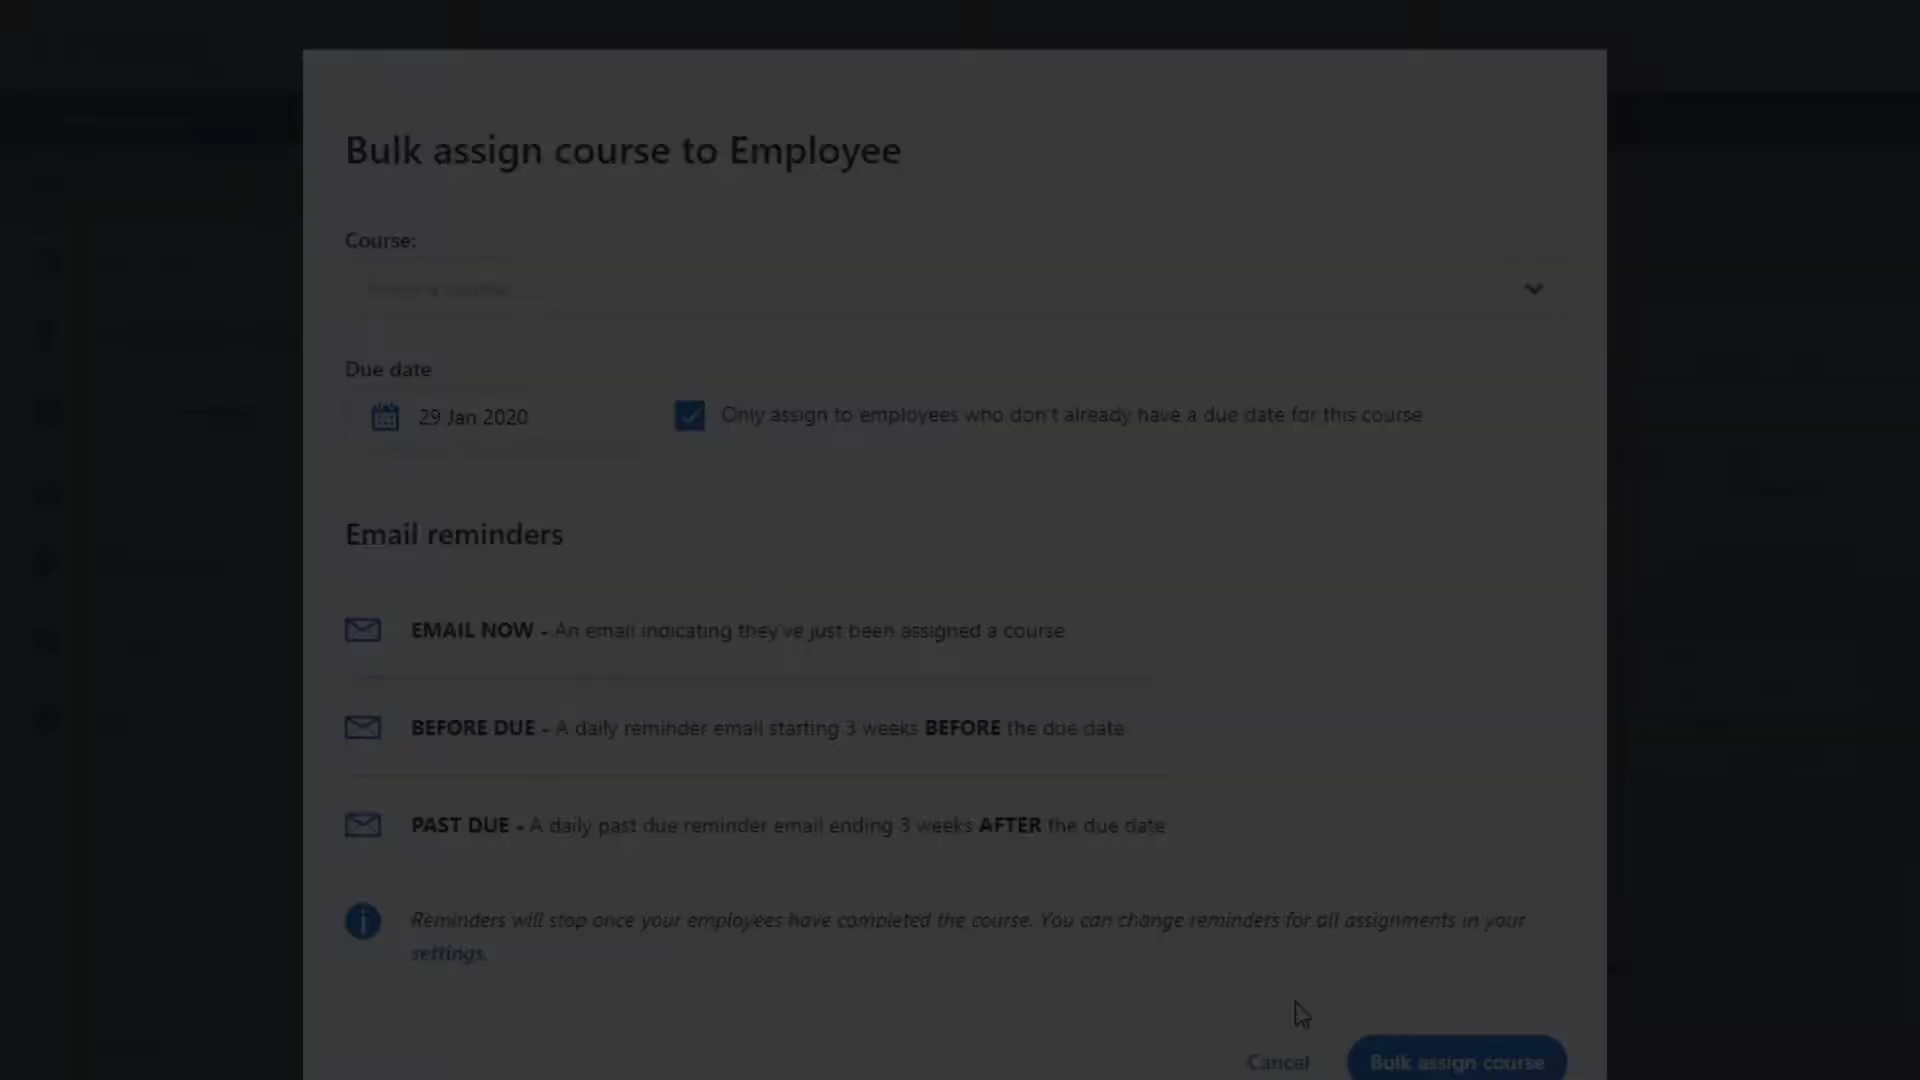 Bulk assign course to Employee
Course:
Select a course
Due date
29 Jan 2020
Only assign to employees who don't already have a due date for this course
Email reminders
EMAIL NOW - An email indicating they've just been assigned a course
BEFORE DUE - A daily reminder email starting 3 weeks BEFORE the due date
PAST DUE - A daily past due reminder email ending 3 weeks AFTER the due date
Reminders will stop once your employees have completed the course. You can change reminders for all assignments in your
settings.
Cancel
Bulk assign course